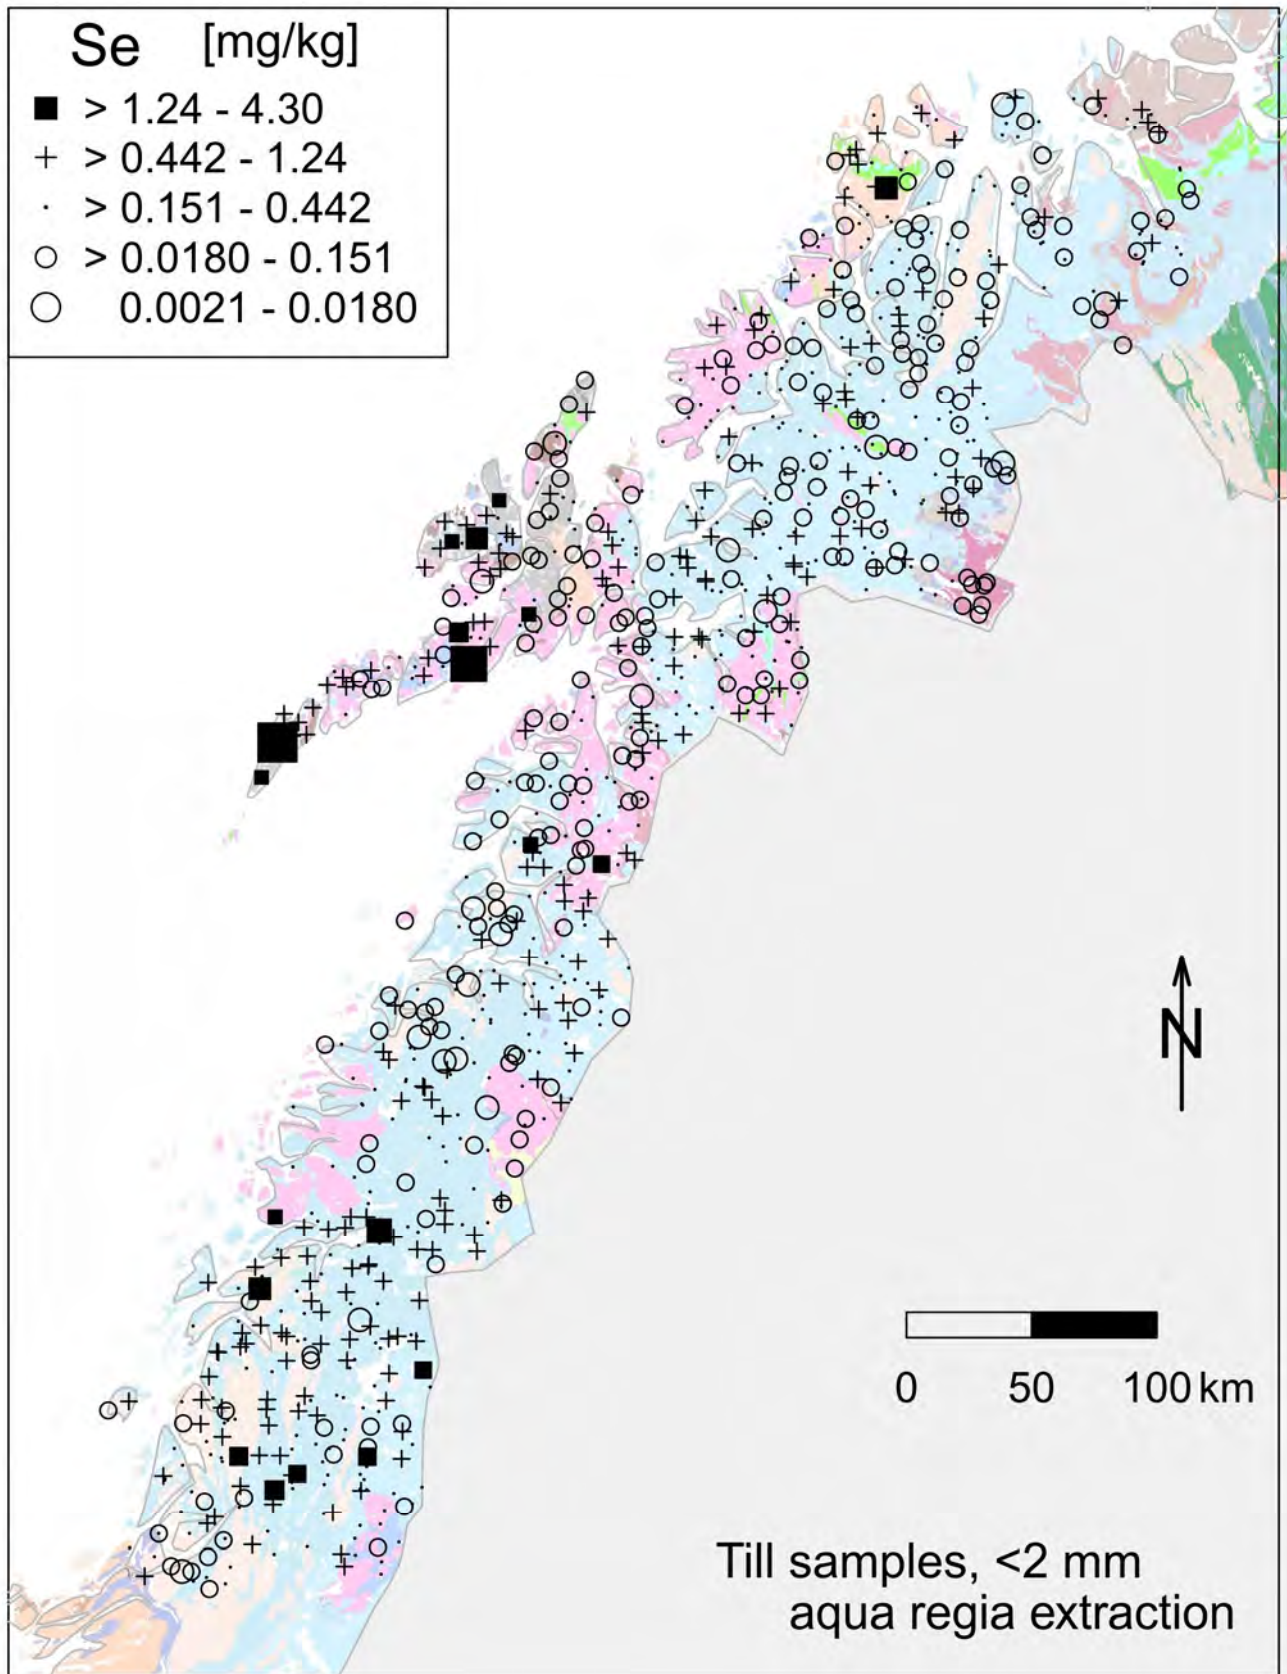 Se [mg/kg]
> 1.24 - 4.30
> 0.442 - 1.24
> 0.151 - 0.442
> 0.0180 - 0.151
0.0021 - 0.0180
N
0 50 100 km
Till samples, <2 mm
aqua regia extraction